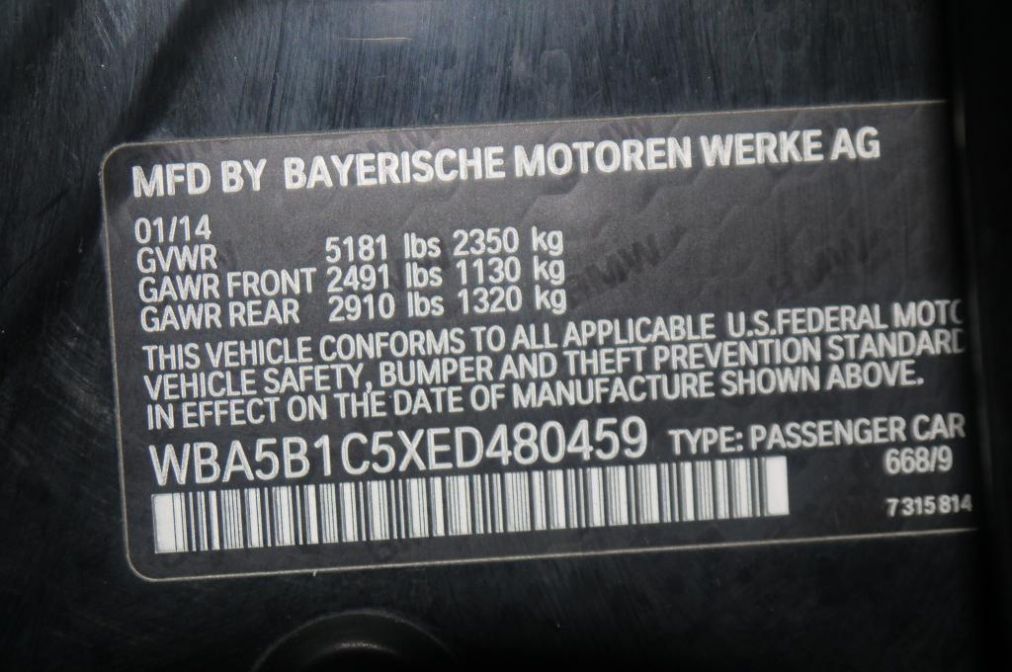 MFD BY BAYERISCHE MOTOREN WERKE AG
01/14
GVWR 5181 lbs 2350 kg
GAWR FRONT 2491 lbs 1130 kg
GAWR REAR 2910 lbs 1320 kg
THIS VEHICLE CONFORMS TO ALL APPLICABLE U.S.FEDERAL MOTO
VEHICLE SAFETY, BUMPER AND THEFT PREVENTION STANDARD
IN EFFECT ON THE DATE OF MANUFACTURE SHOWN ABOVE.
WBA5B1C5XED480459 TYPE: PASSENGER CAR
668/9
7315814